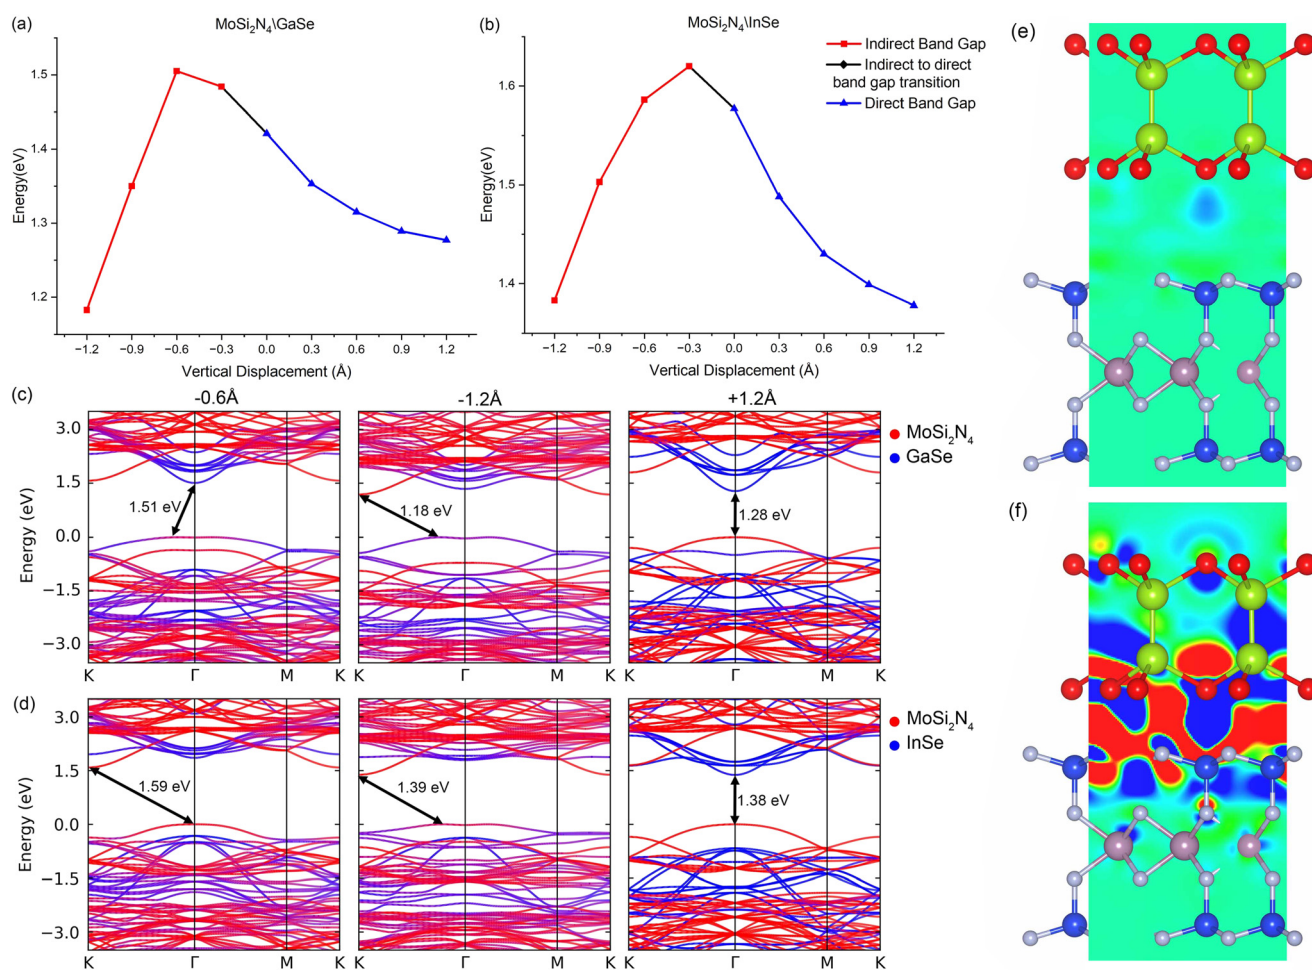 (a)
MoSi₂N₄\GaSe
Energy(eV)
1.5
1.4
1.3
1.2
−1.2 −0.9 −0.6 −0.3 0.0 0.3 0.6 0.9 1.2
Vertical Displacement (Å)
(b)
MoSi₂N₄\InSe
Indirect Band Gap
Indirect to direct
band gap transition
Direct Band Gap
Energy(eV)
1.6
1.5
1.4
−1.2 −0.9 −0.6 −0.3 0.0 0.3 0.6 0.9 1.2
Vertical Displacement (Å)
(c)
-0.6Å
-1.2Å
+1.2Å
Energy (eV)
3.0
1.5
0.0
−1.5
−3.0
1.51 eV
1.18 eV
1.28 eV
K Γ M K
K Γ M K
K Γ M K
MoSi₂N₄
GaSe
(d)
Energy (eV)
3.0
1.5
0.0
−1.5
−3.0
1.59 eV
1.39 eV
1.38 eV
K Γ M K
K Γ M K
K Γ M K
MoSi₂N₄
InSe
(e)
(f)